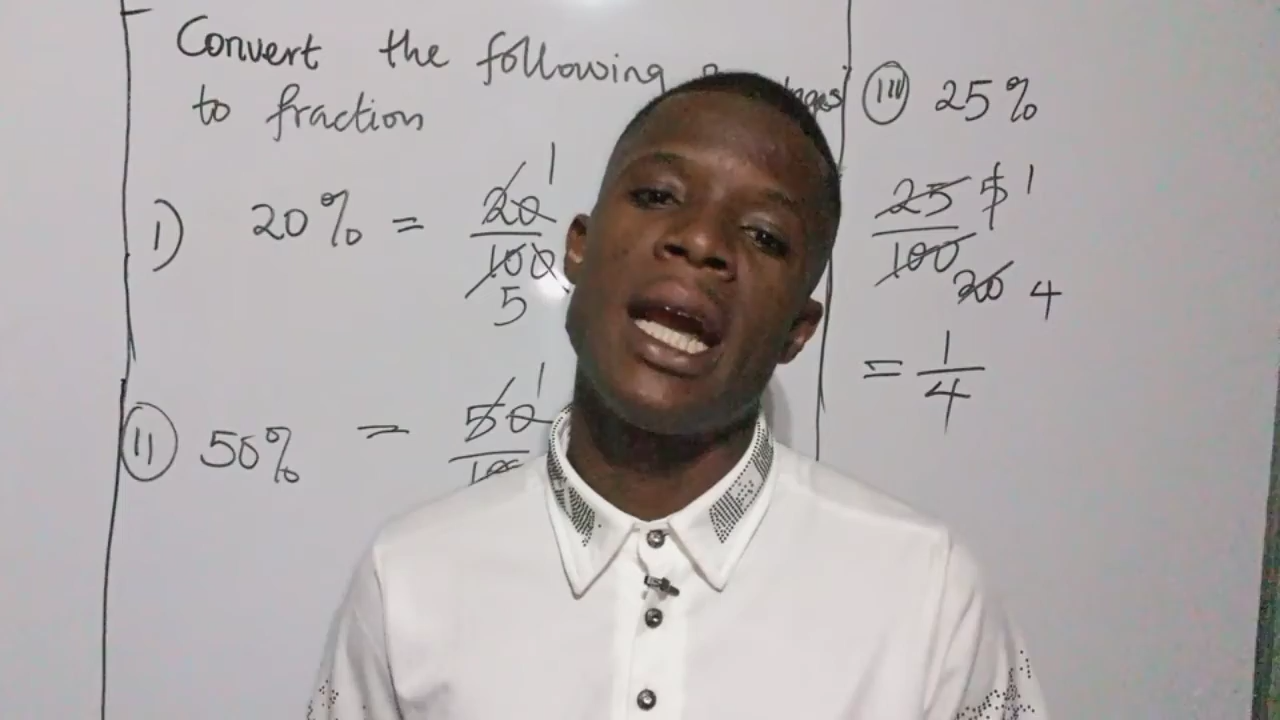 Convert the following
to fraction
I) 20% = 20/100 1 5
II 50% = 50/100 1
III 25%
25/100 5 1 20 4
= 1/4